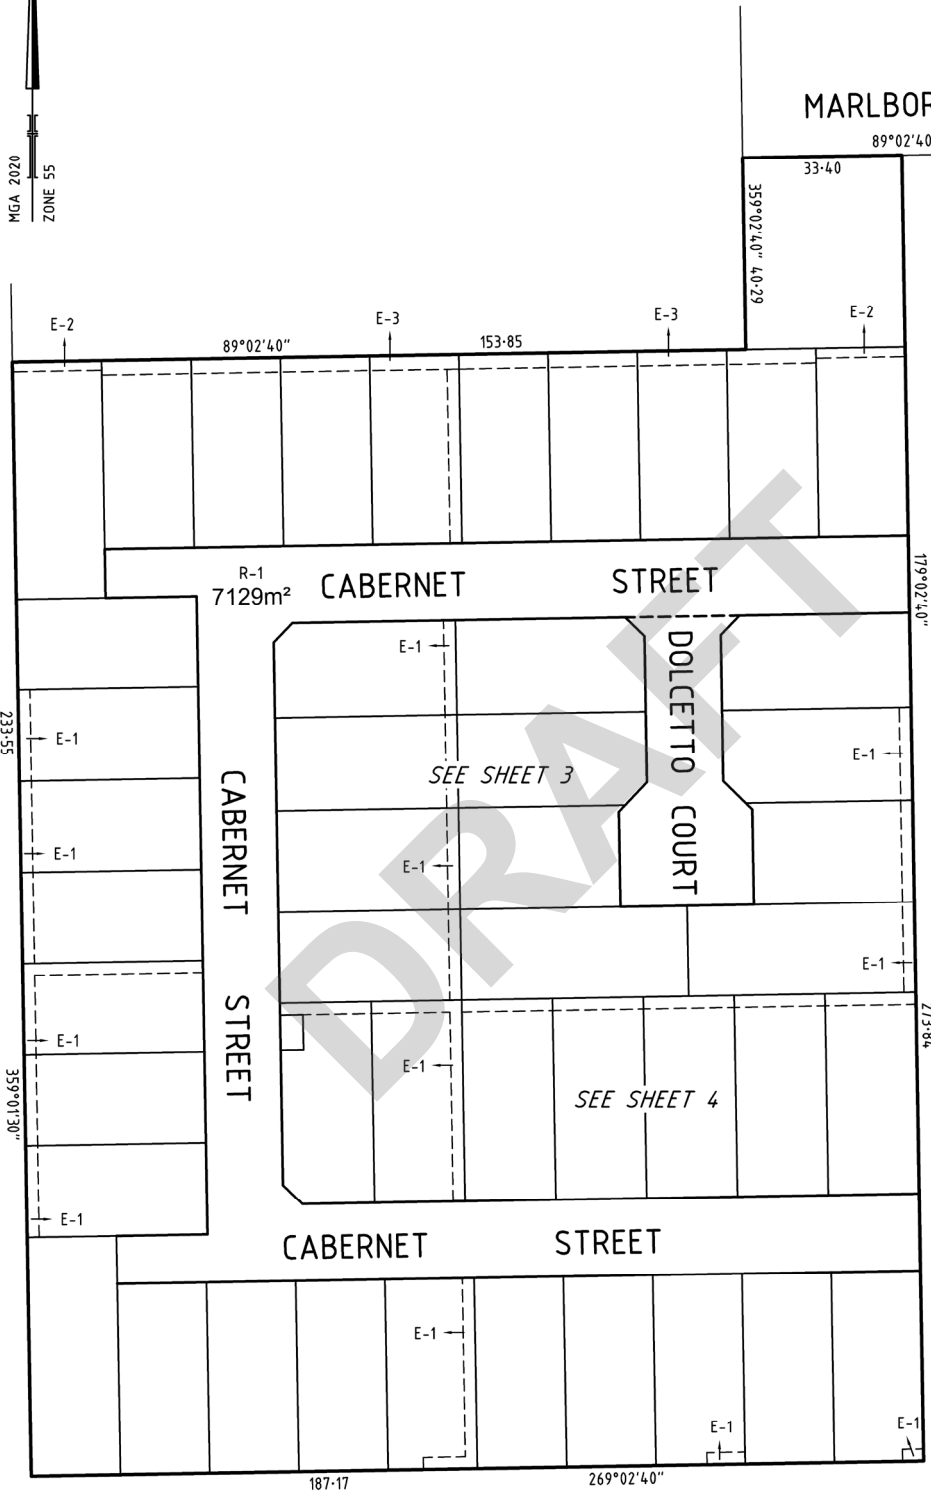 MGA 2020
ZONE 55
MARLBOR
89°02'40
33·40
359°02'40" 40·29
E-2
E-3
E-3
E-2
89°02'40"
153·85
R-1
7129m²
CABERNET STREET
179°02'40"
E-1
DOLCETTO COURT
233·55
E-1
E-1
SEE SHEET 3
CABERNET STREET
E-1
E-1
E-1
273·84
E-1
E-1
SEE SHEET 4
359°01'30"
E-1
CABERNET STREET
E-1
E-1
E-1
187·17
269°02'40"
DRAFT